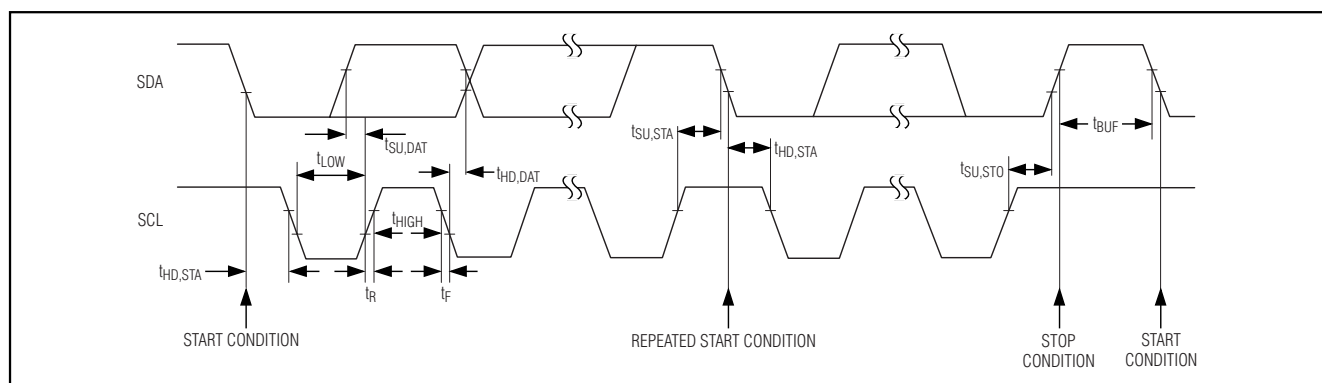 SDA
tSU,DAT
tLOW
tHD,DAT
tSU,STA
tHD,STA
tBUF
tSU,STO
SCL
tHIGH
tHD,STA
tR
tF
START CONDITION
REPEATED START CONDITION
STOP
CONDITION
START
CONDITION